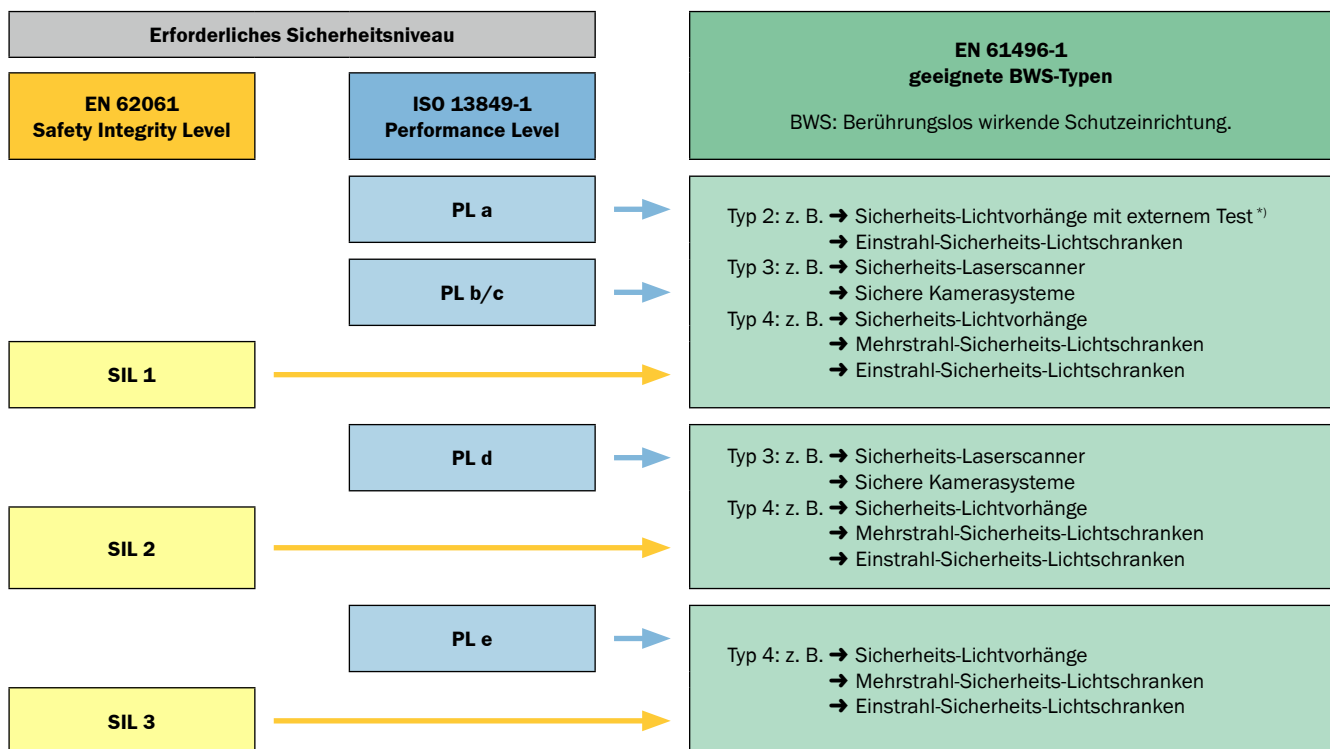 Erforderliches Sicherheitsniveau
EN 62061
Safety Integrity Level
ISO 13849-1
Performance Level
EN 61496-1
geeignete BWS-Typen
BWS: Berührungslos wirkende Schutzeinrichtung.
PL a
PL b/c
SIL 1
Typ 2: z. B. ➜ Sicherheits-Lichtvorhänge mit externem Test *)
➜ Einstrahl-Sicherheits-Lichtschranken
Typ 3: z. B. ➜ Sicherheits-Laserscanner
➜ Sichere Kamerasysteme
Typ 4: z. B. ➜ Sicherheits-Lichtvorhänge
➜ Mehrstrahl-Sicherheits-Lichtschranken
➜ Einstrahl-Sicherheits-Lichtschranken
PL d
SIL 2
Typ 3: z. B. ➜ Sicherheits-Laserscanner
➜ Sichere Kamerasysteme
Typ 4: z. B. ➜ Sicherheits-Lichtvorhänge
➜ Mehrstrahl-Sicherheits-Lichtschranken
➜ Einstrahl-Sicherheits-Lichtschranken
PL e
SIL 3
Typ 4: z. B. ➜ Sicherheits-Lichtvorhänge
➜ Mehrstrahl-Sicherheits-Lichtschranken
➜ Einstrahl-Sicherheits-Lichtschranken